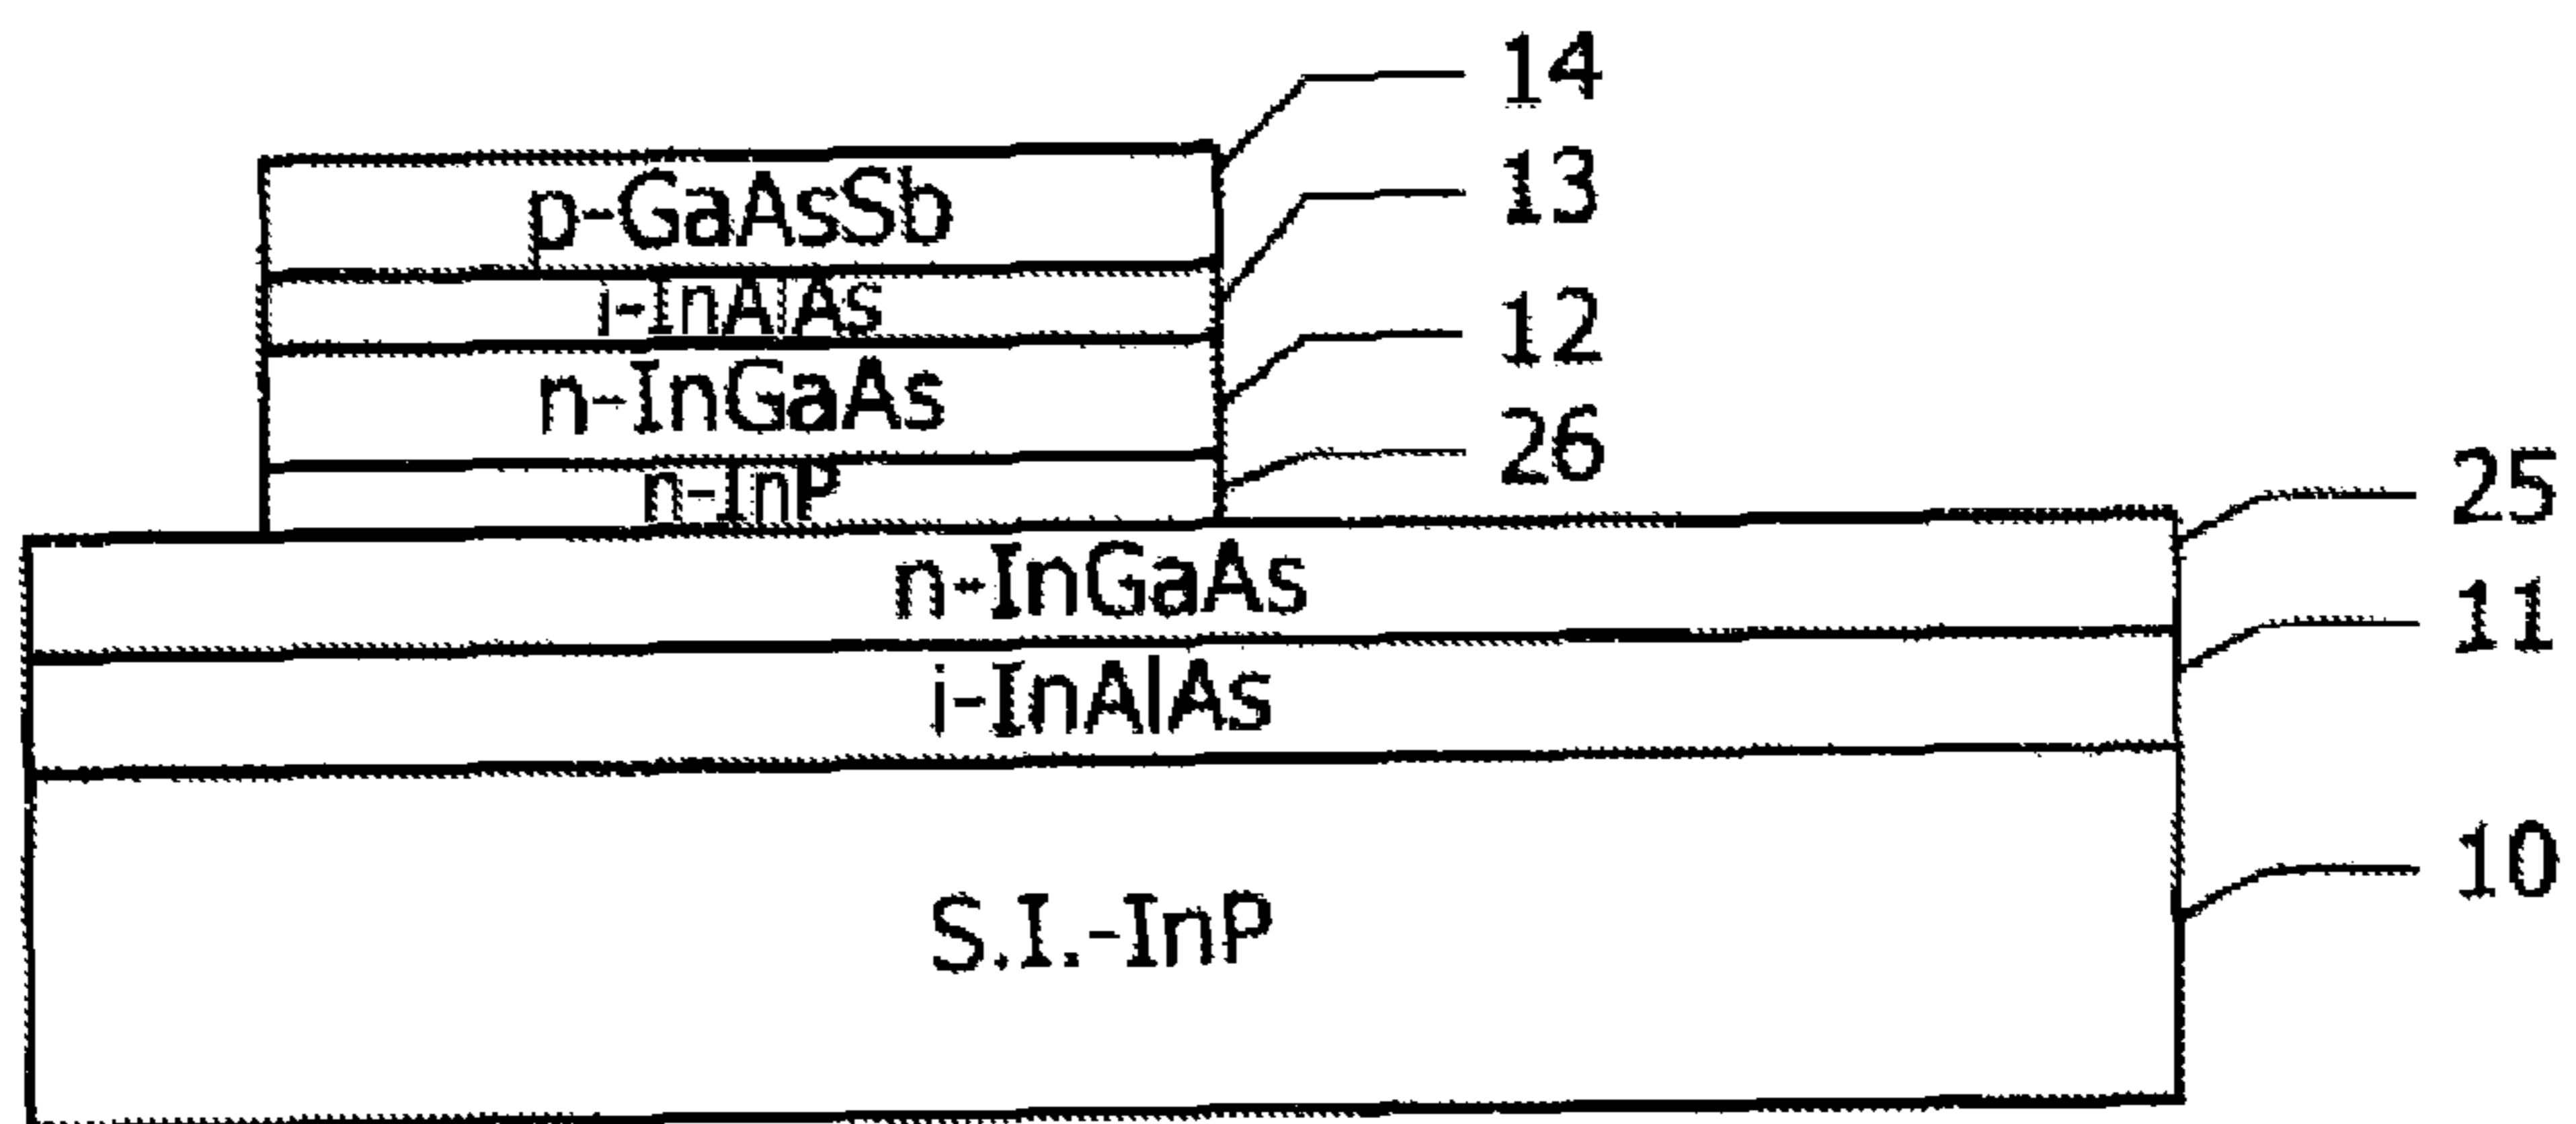 14
p-GaAsSb
13
i-InAlAs
12
n-InGaAs
26
n-InP
25
n-InGaAs
11
i-InAlAs
10
S.I.-InP